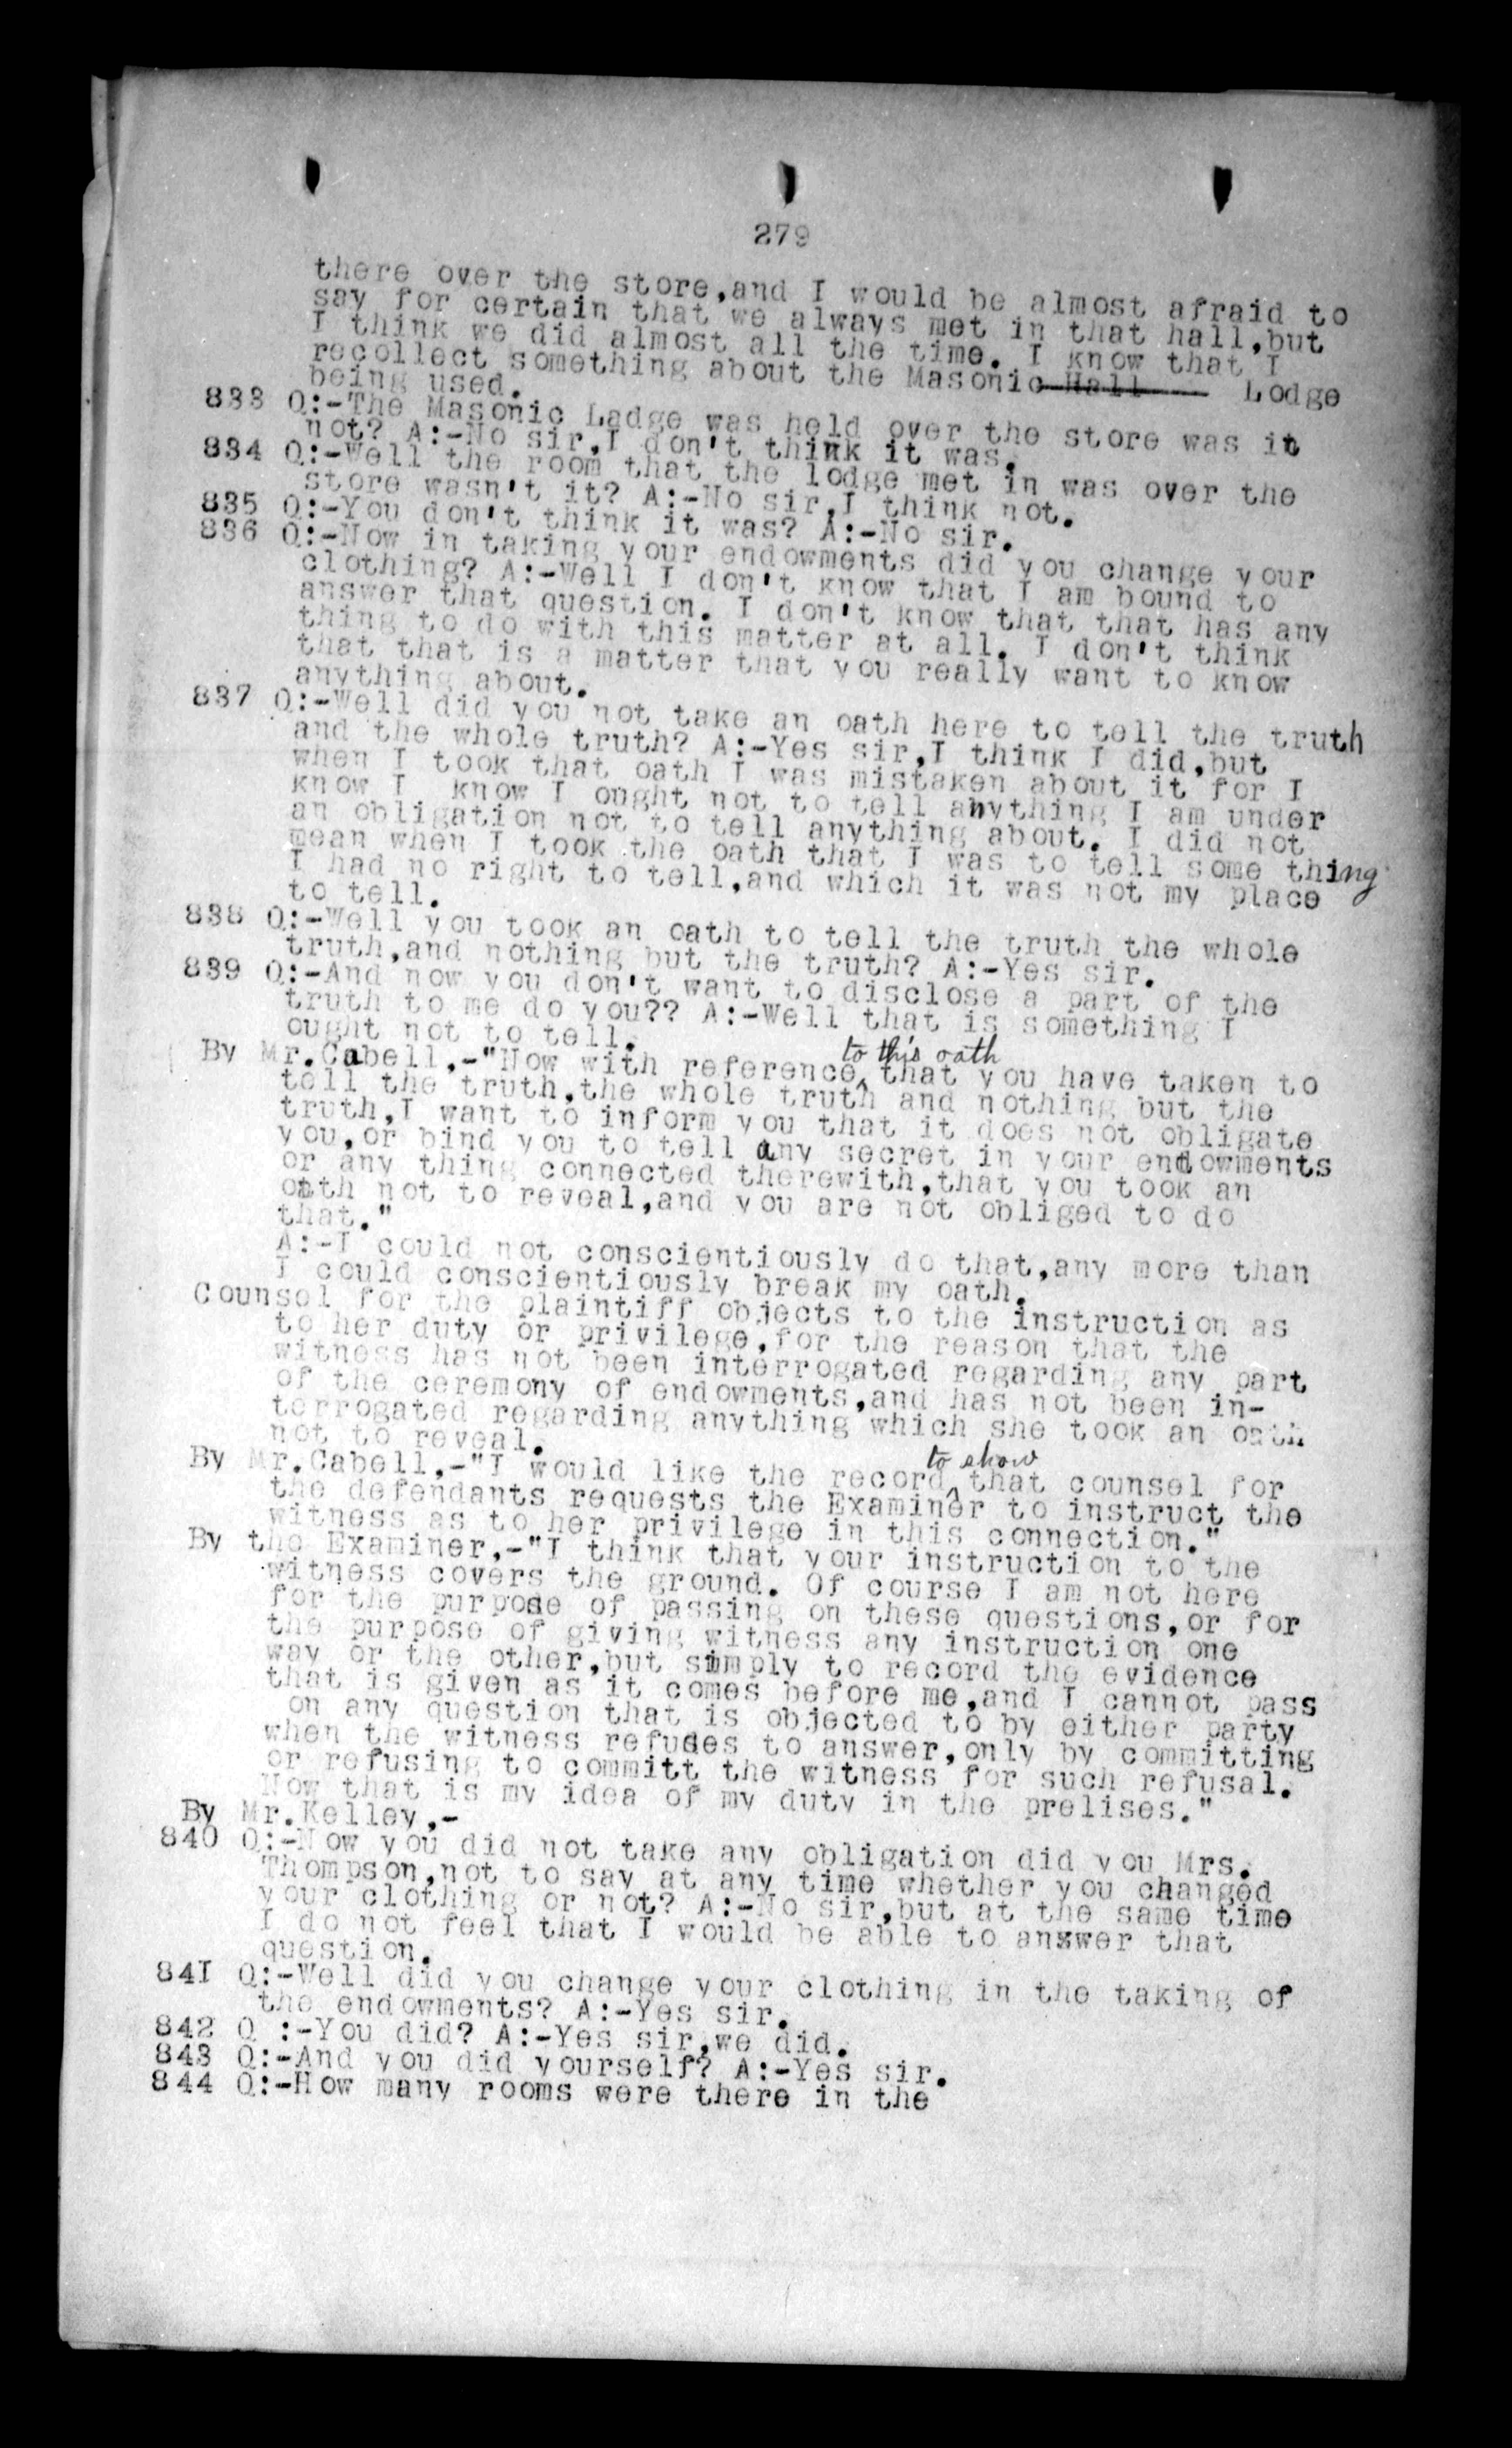 279
there over the store,and I would be almost afraid to
say for certain that we always met in that hall,but
I think we did almost all the time. I know that I
recollect something about the Masonic Hall Lodge
being used.
833 Q:-The Masonic Ladge was held over the store was it
not? A:-No sir,I don't think it was.
834 Q:-Well the room that the lodge met in was over the
store wasn't it? A:-No sir,I think not.
835 Q:-You don't think it was? A:-No sir.
836 Q:-Now in taking your endowments did you change your
clothing? A:-Well I don't know that I am bound to
answer that question. I don't know that that has any
thing to do with this matter at all. I don't think
that that is a matter that you really want to know
anything about.
837 Q:-Well did you not take an oath here to tell the truth
and the whole truth? A:-Yes sir,I think I did,but
when I took that oath I was mistaken about it for I
know I know I ought not to tell anything I am under
an obligation not to tell anything about. I did not
mean when I took the oath that I was to tell some thing
I had no right to tell,and which it was not my place
to tell.
838 Q:-Well you took an oath to tell the truth the whole
truth,and nothing but the truth? A:-Yes sir.
839 Q:-And now you don't want to disclose a part of the
truth to me do you?? A:-Well that is something I
ought not to tell.
By Mr.Cabell,-"Now with reference to this oath that you have taken to
tell the truth,the whole truth and nothing but the
truth,I want to inform you that it does not obligate
you,or bind you to tell any secret in your endowments
or any thing connected therewith,that you took an
oath not to reveal,and you are not obliged to do
that."
A:-I could not conscientiously do that,any more than
I could conscientiously break my oath.
Counsel for the plaintiff objects to the instruction as
to her duty or privilege,for the reason that the
witness has not been interrogated regarding any part
of the ceremony of endowments,and has not been in-
terrogated regarding anything which she took an oath
not to reveal.
By Mr.Cabell,-"I would like the record to show that counsel for
the defendants requests the Examiner to instruct the
witness as to her privilege in this connection."
By the Examiner,-"I think that your instruction to the
witness covers the ground. Of course I am not here
for the purpose of passing on these questions,or for
the purpose of giving witness any instruction one
way or the other,but simply to record the evidence
that is given as it comes before me,and I cannot pass
on any question that is objected to by either party
when the witness refuses to answer,only by committing
or refusing to committ the witness for such refusal.
Now that is my idea of my duty in the prelises."
By Mr.Kelley,-
840 Q:-Now you did not take any obligation did you Mrs.
Thompson,not to say at any time whether you changed
your clothing or not? A:-No sir,but at the same time
I do not feel that I would be able to answer that
question.
841 Q:-Well did you change your clothing in the taking of
the endowments? A:-Yes sir.
842 Q :-You did? A:-Yes sir,we did.
843 Q:-And you did yourself? A:-Yes sir.
844 Q:-How many rooms were there in the